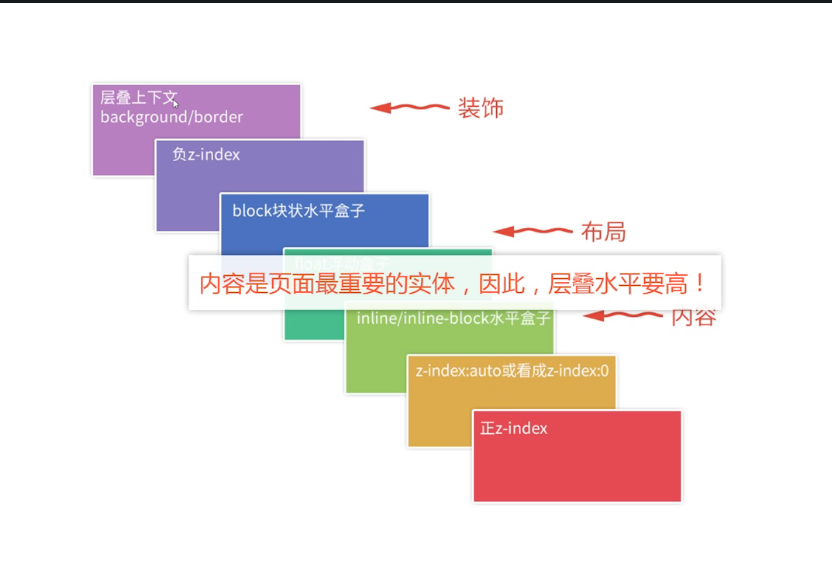 层叠上下文
background/border
装饰
负z-index
block块状水平盒子
布局
内容是页面最重要的实体，因此，层叠水平要高！
inline/inline-block水平盒子
内容
z-index:auto或看成z-index:0
正z-index